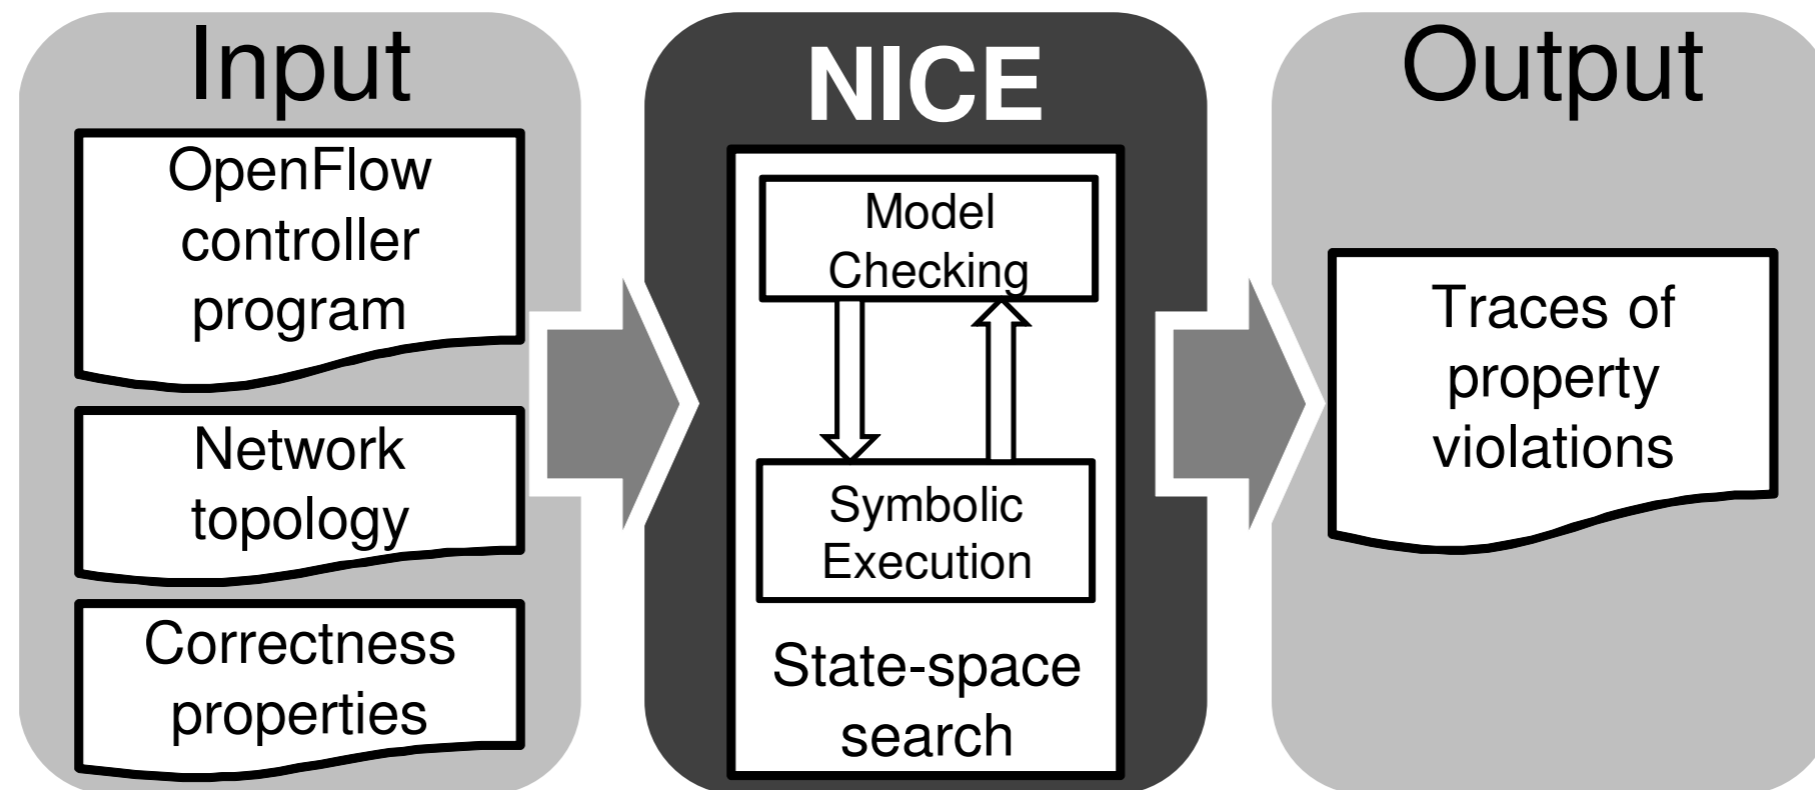 Input
OpenFlow
controller
program
Network
topology
Correctness
properties
NICE
Model
Checking
Symbolic
Execution
State-space
search
Output
Traces of
property
violations